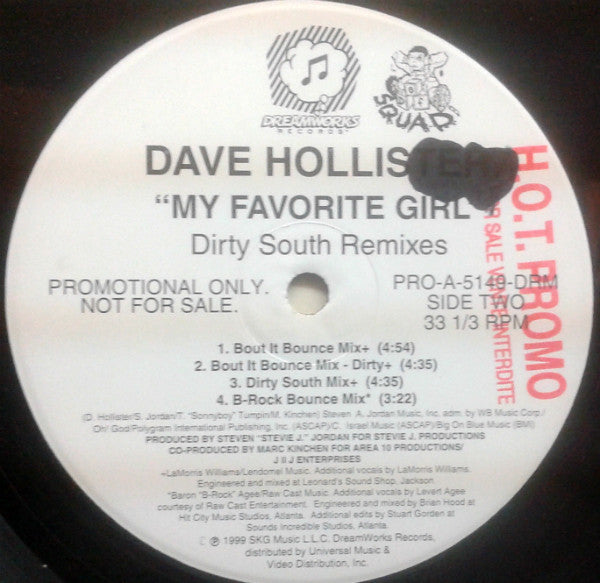 DREAMWORKS
RECORDS
SQUAD
DAVE HOLLISTER
"MY FAVORITE GIRL"
Dirty South Remixes
PROMOTIONAL ONLY.
NOT FOR SALE.
PRO-A-5149-DRM
SIDE TWO
33 1/3 RPM
H.O.T. PROMO
SALE VENTE INTERDITE
1. Bout It Bounce Mix+ (4:54)
2. Bout It Bounce Mix - Dirty+ (4:35)
3. Dirty South Mix+ (4:35)
4. B-Rock Bounce Mix* (3:22)
(D. Hollister/S. Jordan/T. "Sonnyboy" Turnpin/M. Kinchen) Steven A. Jordan Music, Inc. adm. by WB Music Corp./
Oh! God/Polygram International Publishing, Inc. (ASCAP)/C. Israel Music (ASCAP)/Big On Blue Music (BMI)
PRODUCED BY STEVEN "STEVIE J." JORDAN FOR STEVIE J. PRODUCTIONS
CO-PRODUCED BY MARC KINCHEN FOR AREA 10 PRODUCTIONS/
J II J ENTERPRISES
+LaMorris Williams/Lendomel Music. Additional vocals by LaMorris Williams.
Engineered and mixed at Leonard's Sound Shop, Jackson.
*Baron "B-Rock" Agee/Raw Cast Music. Additional vocals by Levert Agee
courtesy of Raw Cast Entertainment. Engineered and mixed by Brian Hood at
Hit City Music Studios, Atlanta. Additional edits by Stuart Gorden at
Sounds Incredible Studios, Atlanta.
© ℗ 1999 SKG Music L.L.C. DreamWorks Records,
distributed by Universal Music &
Video Distribution, Inc.